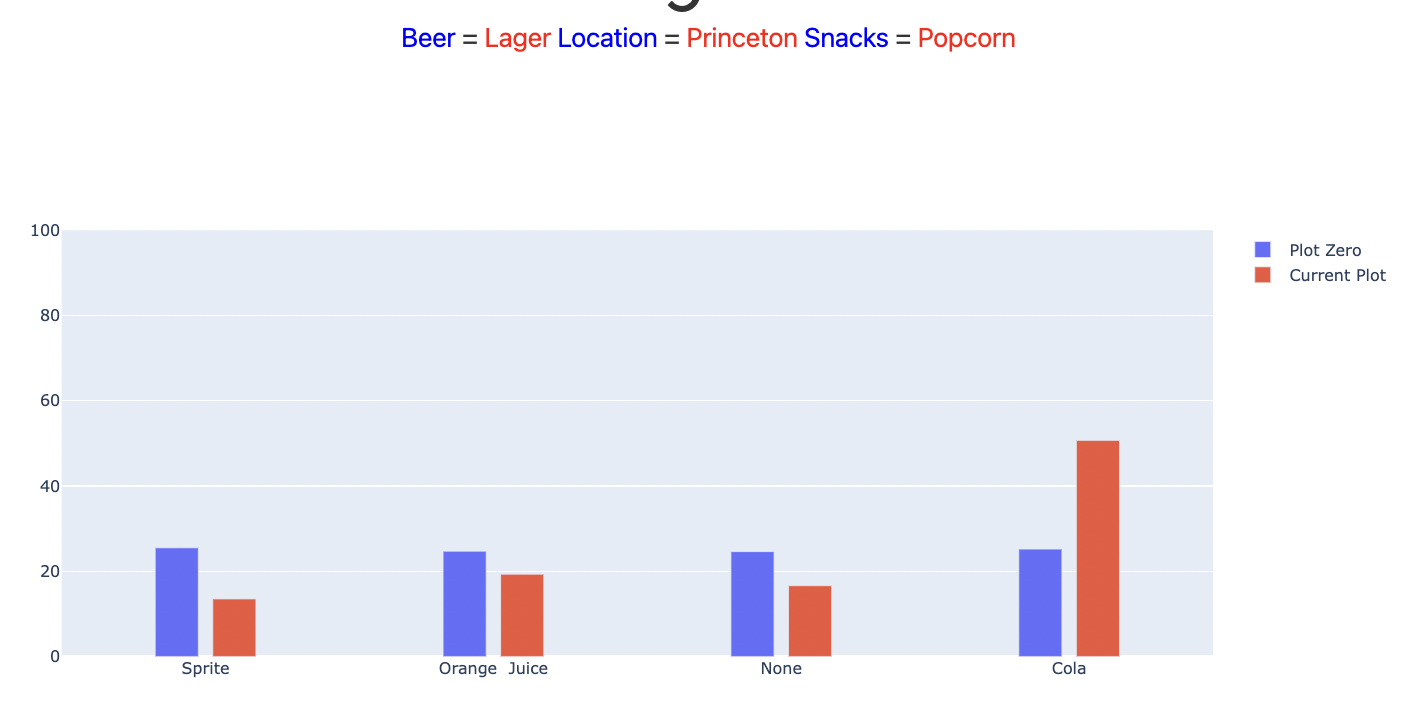 Beer = Lager Location = Princeton Snacks = Popcorn
100
80
60
40
20
0
Sprite
Orange Juice
None
Cola
Plot Zero
Current Plot